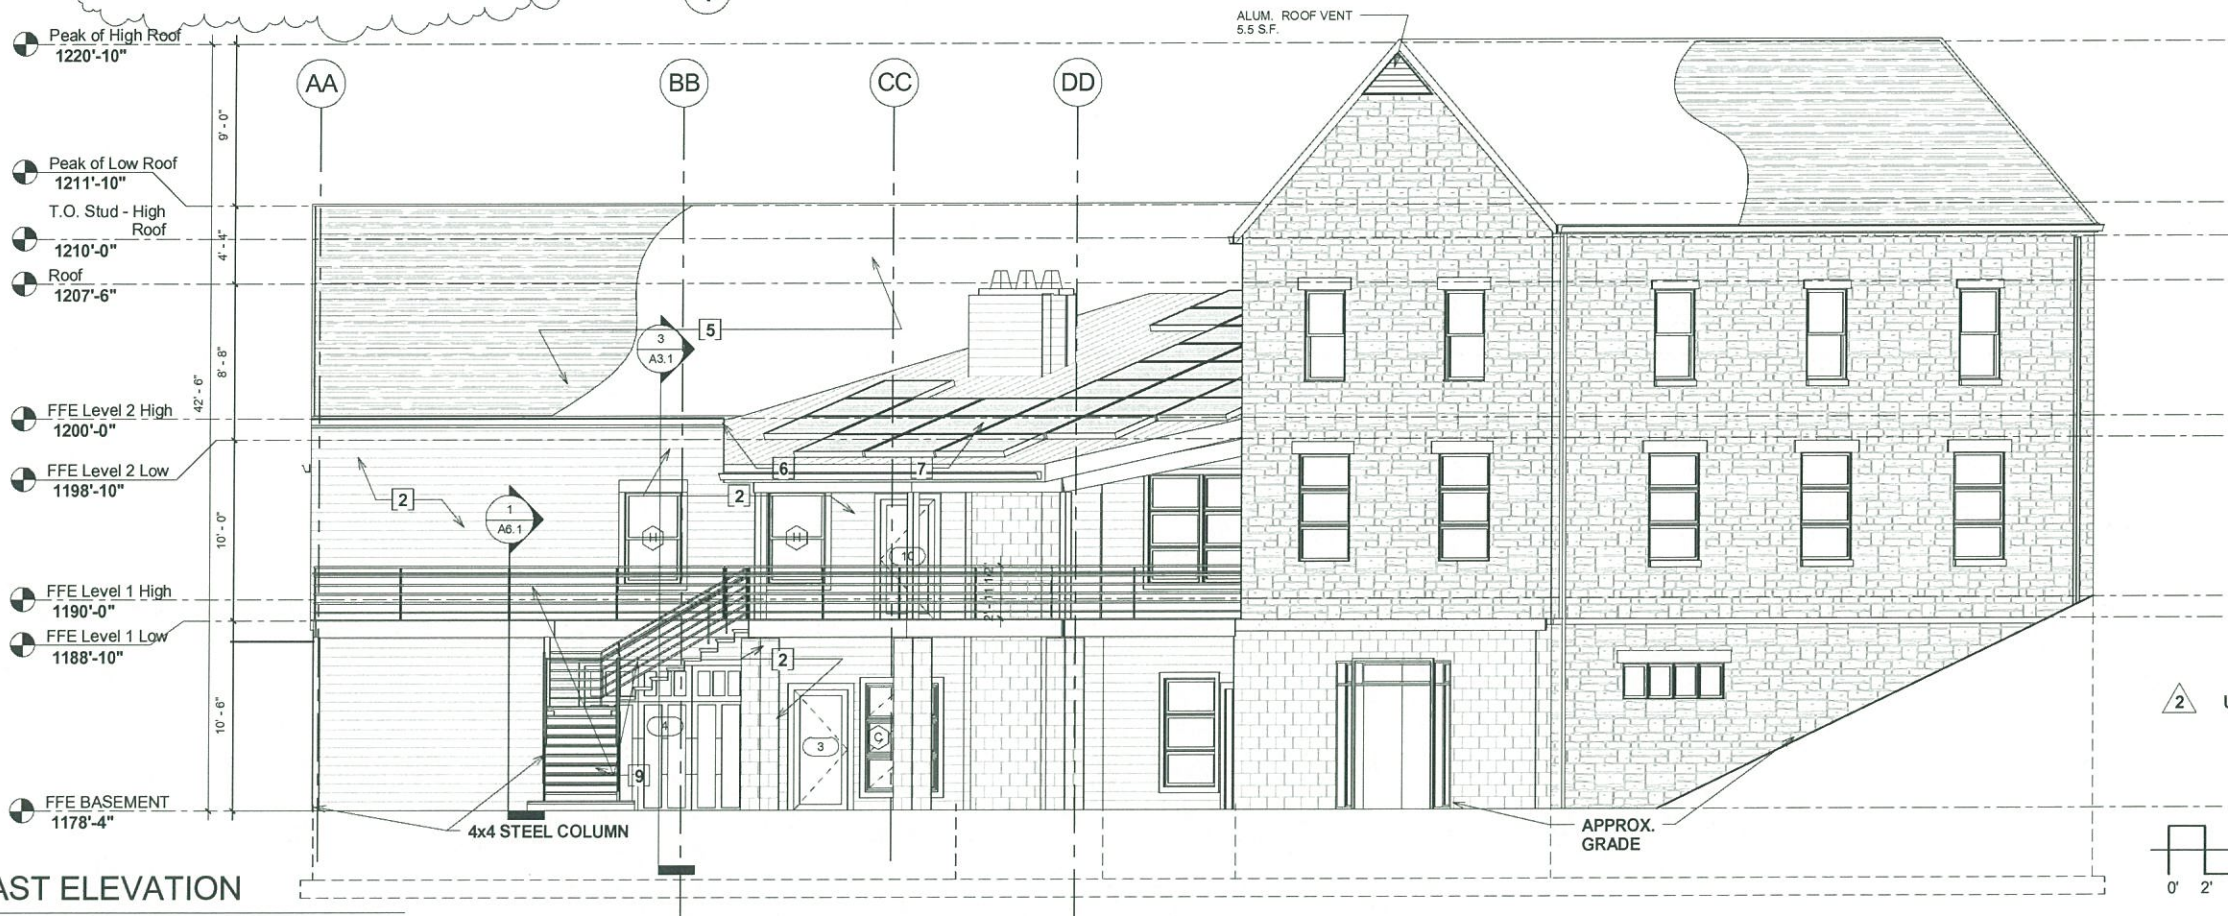 ALUM. ROOF VENT
5.5 S.F.
Peak of High Roof
1220'-10"
AA
BB
CC
DD
9' - 0"
Peak of Low Roof
1211'-10"
T.O. Stud - High
Roof
1210'-0"
4' - 4"
Roof
1207'-6"
3
A3.1
5
8' - 8"
42' - 6"
FFE Level 2 High
1200'-0"
FFE Level 2 Low
1198'-10"
6
7
2
2
1
A6.1
H
H
10
10' - 0"
2' - 11 1/2"
FFE Level 1 High
1190'-0"
FFE Level 1 Low
1188'-10"
2
2
10' - 6"
4
3
C
9
FFE BASEMENT
1178'-4"
4x4 STEEL COLUMN
APPROX.
GRADE
AST ELEVATION
0' 2'